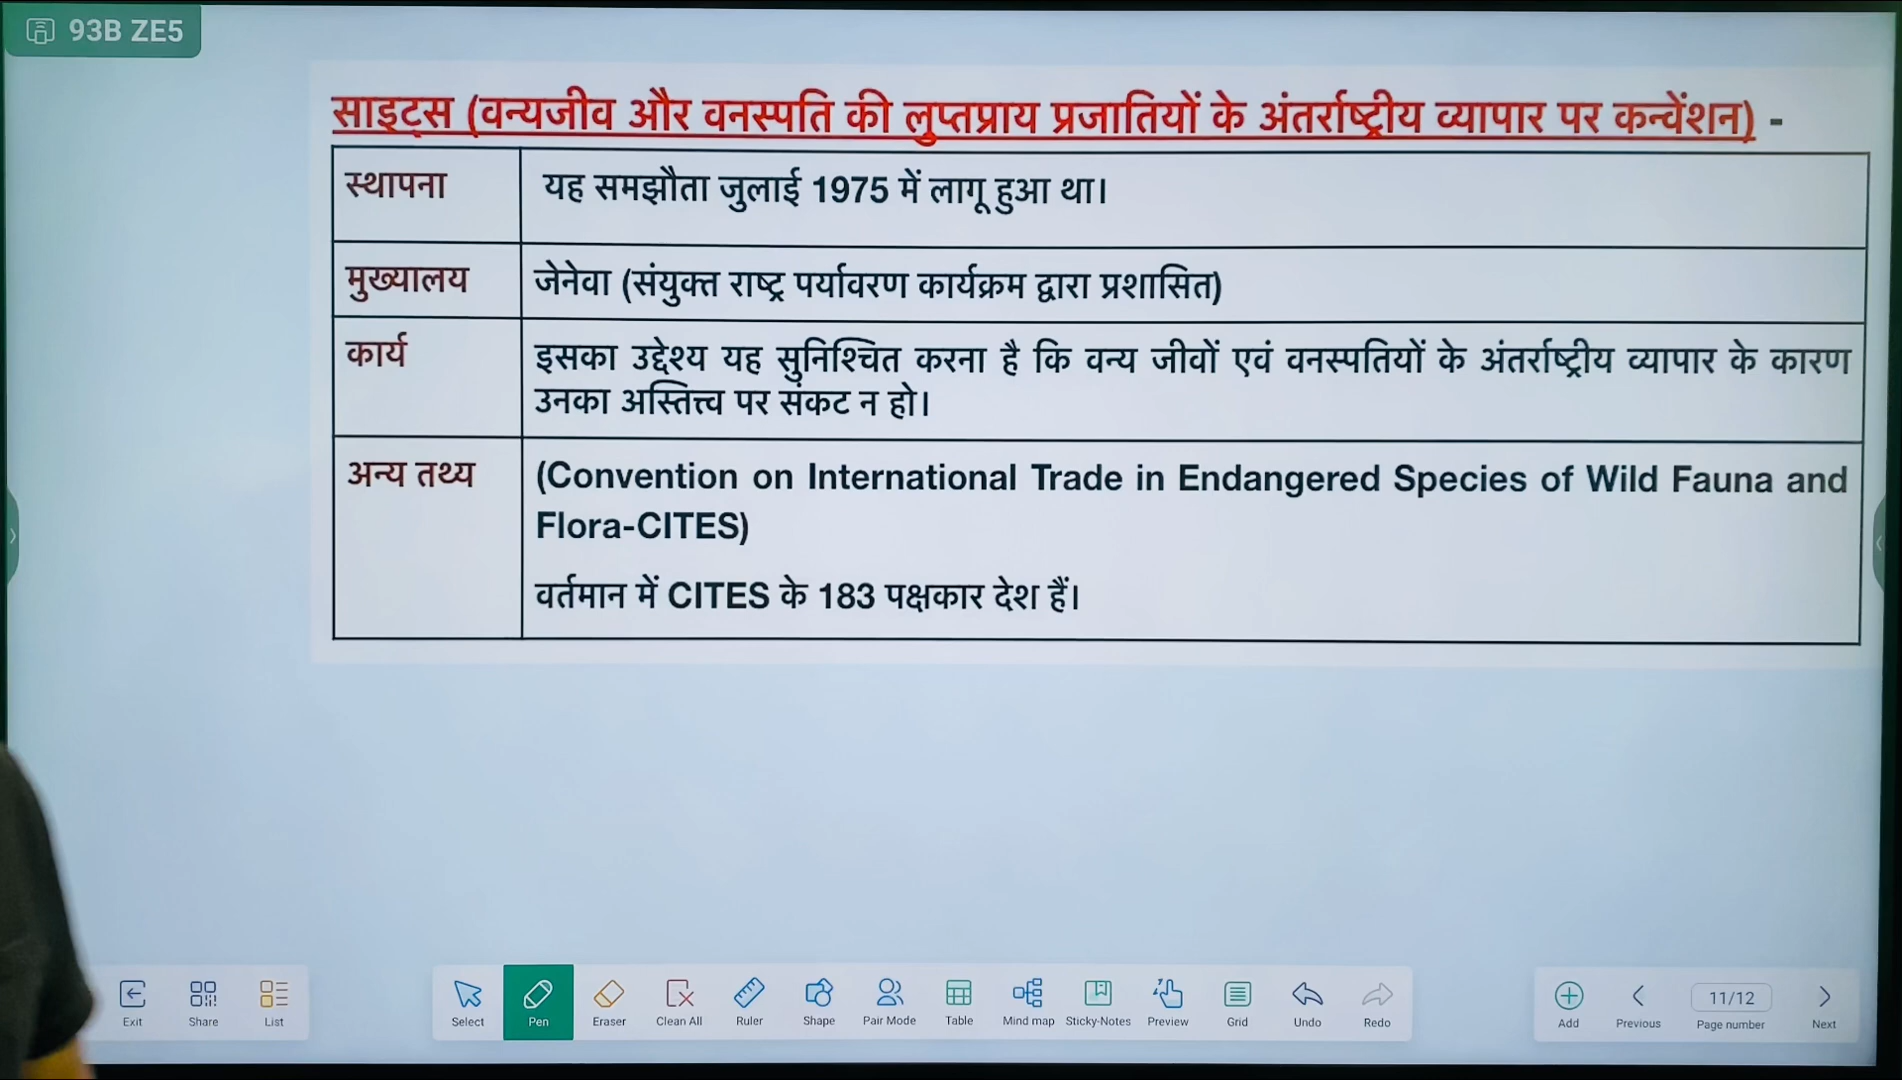 93B ZE5
साइट्स (वन्यजीव और वनस्पति की लुप्तप्राय प्रजातियों के अंतर्राष्ट्रीय व्यापार पर कन्वेंशन) -
स्थापना यह समझौता जुलाई 1975 में लागू हुआ था।
मुख्यालय जेनेवा (संयुक्त राष्ट्र पर्यावरण कार्यक्रम द्वारा प्रशासित)
कार्य इसका उद्देश्य यह सुनिश्चित करना है कि वन्य जीवों एवं वनस्पतियों के अंतर्राष्ट्रीय व्यापार के कारण
उनका अस्तित्त्व पर संकट न हो।
अन्य तथ्य (Convention on International Trade in Endangered Species of Wild Fauna and
Flora-CITES)
वर्तमान में CITES के 183 पक्षकार देश हैं।
Exit Share List Select Pen Eraser Clean All Ruler Shape Pair Mode Table Mind map Sticky-Notes Preview Grid Undo Redo Add Previous 11/12 Page number Next